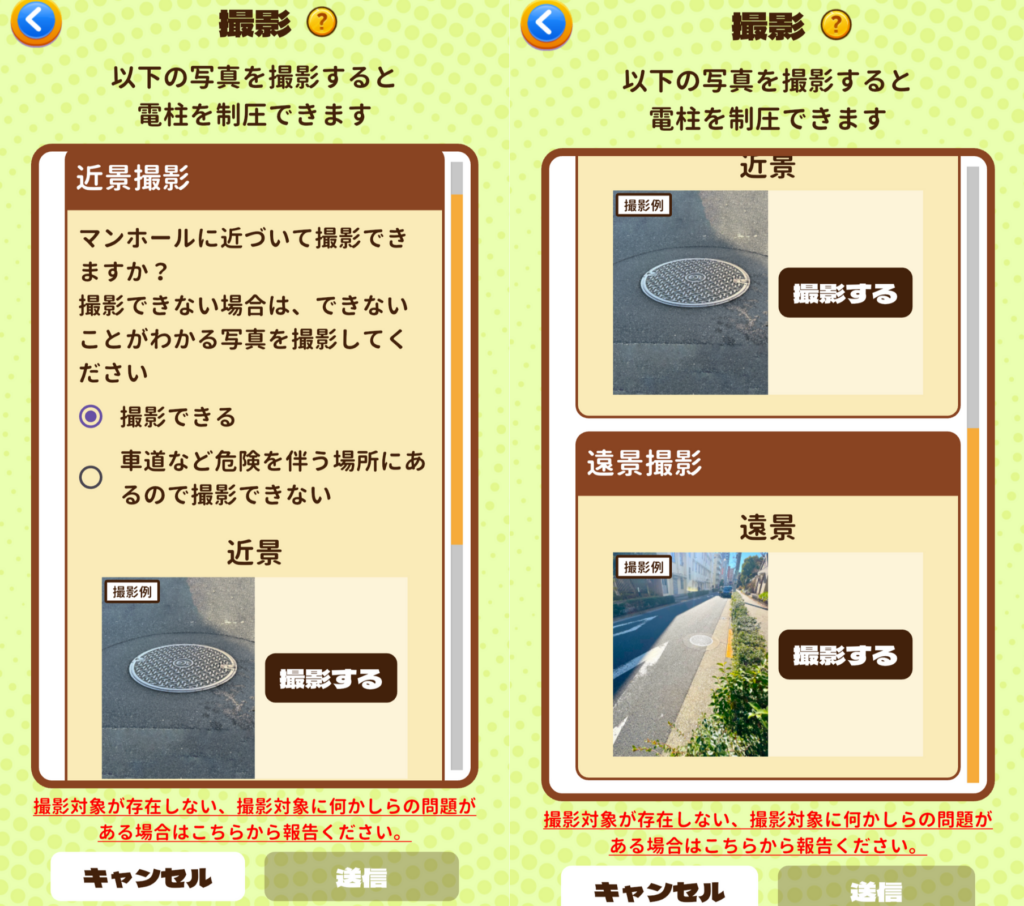 撮影 ?
以下の写真を撮影すると
電柱を制圧できます
近景撮影
マンホールに近づいて撮影でき
ますか？
撮影できない場合は、できない
ことがわかる写真を撮影してく
ださい
撮影できる
車道など危険を伴う場所にあ
るので撮影できない
近景
撮影例
撮影する
撮影対象が存在しない、撮影対象に何かしらの問題が
ある場合はこちらから報告ください。
キャンセル
送信
撮影 ?
以下の写真を撮影すると
電柱を制圧できます
近景
撮影例
撮影する
遠景撮影
遠景
撮影例
撮影する
撮影対象が存在しない、撮影対象に何かしらの問題が
ある場合はこちらから報告ください。
キャンセル
送信